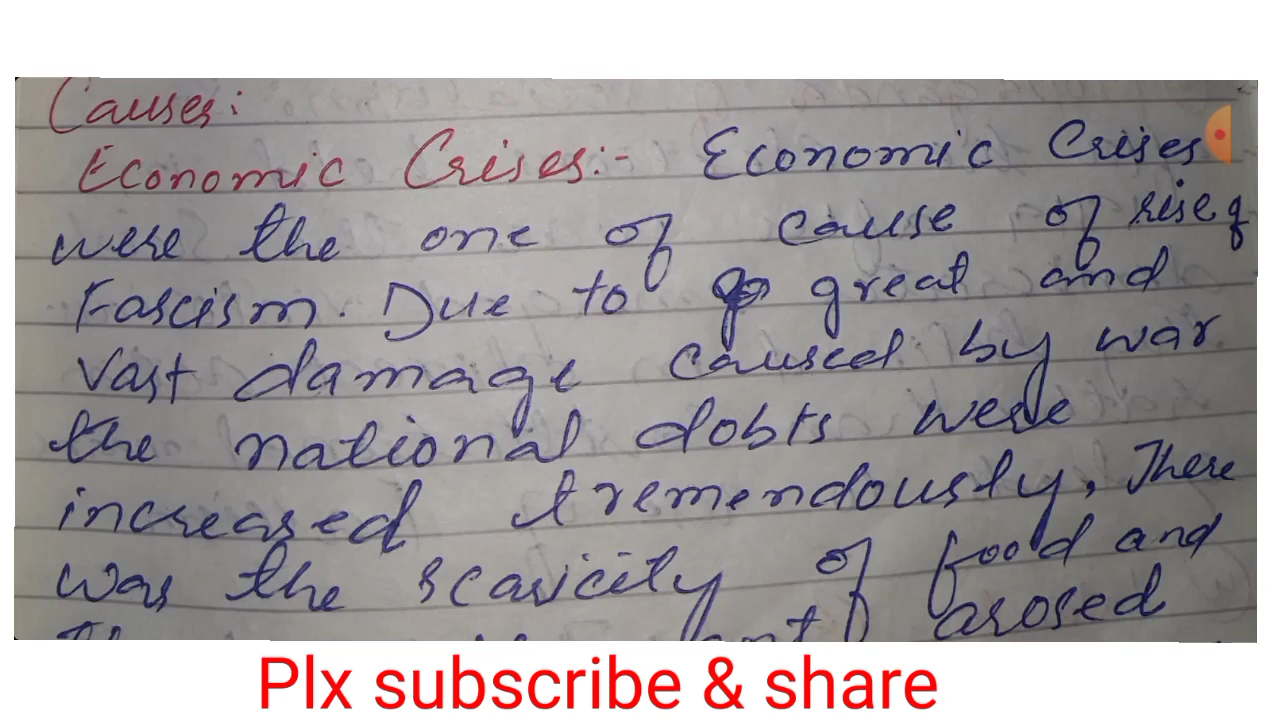 Causes:
Economic Crises:- Economic Crises
were the one of cause of rise of
Fascism. Due to great and
Vast damage caused by war
the national dobts were
increased tremendously. There
was the scavicity of food and
arosed
Plx subscribe & share